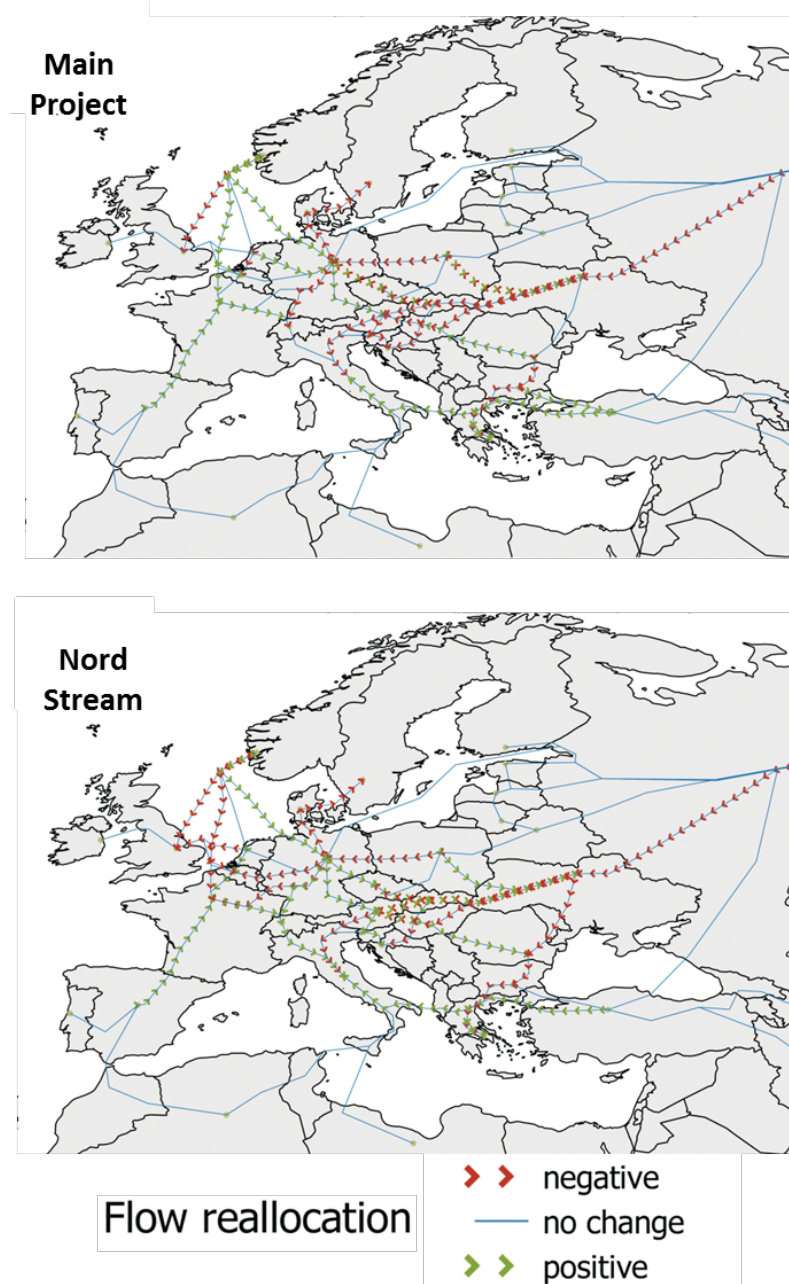 Main
Project
Nord
Stream
Flow reallocation
negative
no change
positive